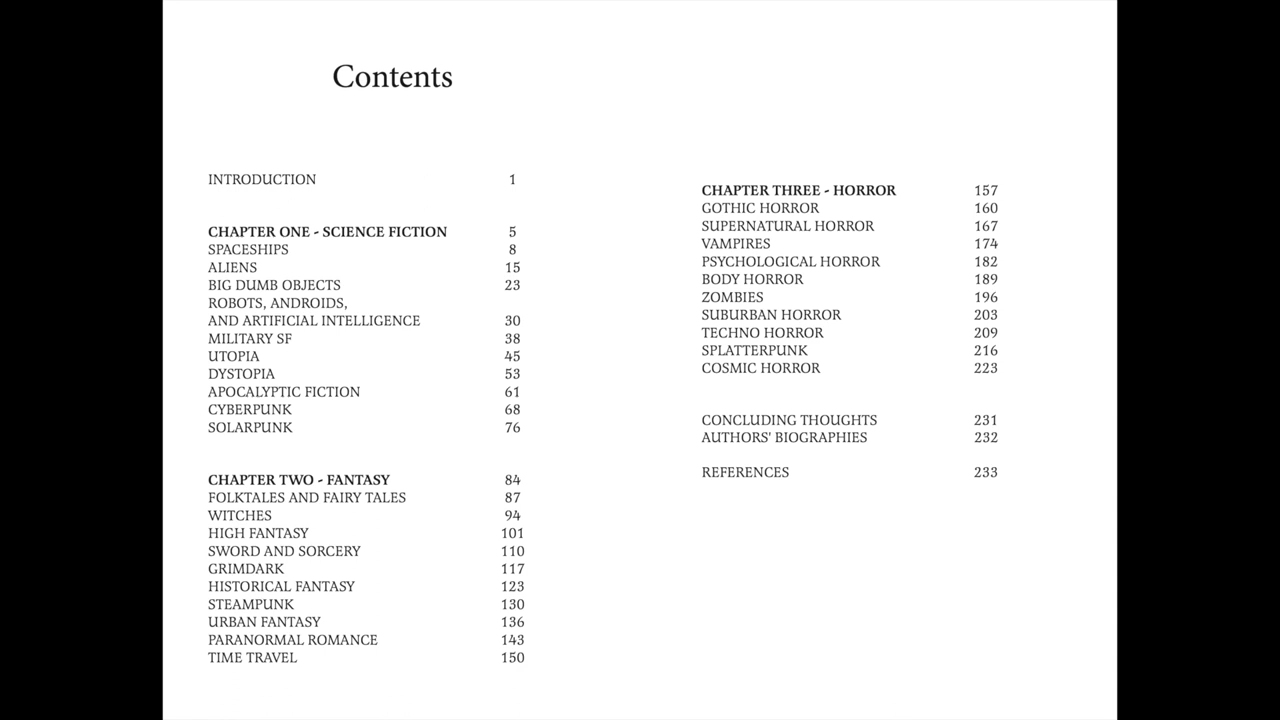 Contents
INTRODUCTION 1
CHAPTER ONE - SCIENCE FICTION 5
SPACESHIPS 8
ALIENS 15
BIG DUMB OBJECTS 23
ROBOTS, ANDROIDS,
AND ARTIFICIAL INTELLIGENCE 30
MILITARY SF 38
UTOPIA 45
DYSTOPIA 53
APOCALYPTIC FICTION 61
CYBERPUNK 68
SOLARPUNK 76
CHAPTER TWO - FANTASY 84
FOLKTALES AND FAIRY TALES 87
WITCHES 94
HIGH FANTASY 101
SWORD AND SORCERY 110
GRIMDARK 117
HISTORICAL FANTASY 123
STEAMPUNK 130
URBAN FANTASY 136
PARANORMAL ROMANCE 143
TIME TRAVEL 150
CHAPTER THREE - HORROR 157
GOTHIC HORROR 160
SUPERNATURAL HORROR 167
VAMPIRES 174
PSYCHOLOGICAL HORROR 182
BODY HORROR 189
ZOMBIES 196
SUBURBAN HORROR 203
TECHNO HORROR 209
SPLATTERPUNK 216
COSMIC HORROR 223
CONCLUDING THOUGHTS 231
AUTHORS' BIOGRAPHIES 232
REFERENCES 233